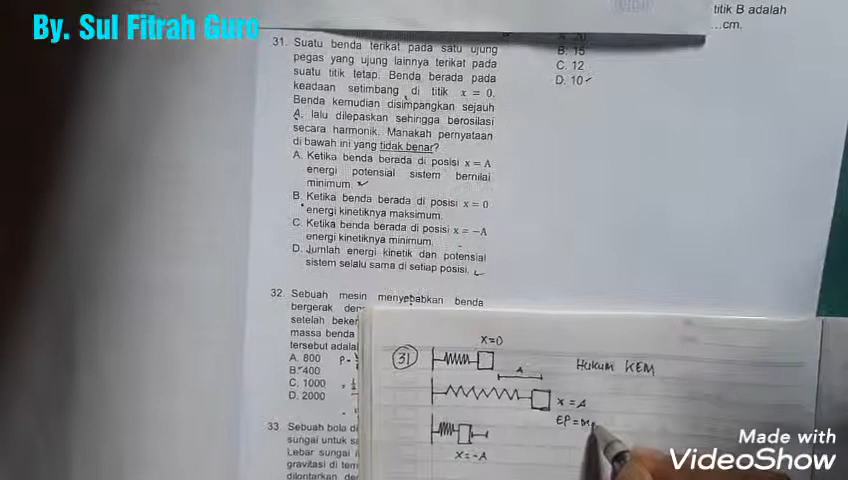 By. Sul Fitrah Guro
titik B adalah
...cm.
B. 15
C. 12
D. 10
31. Suatu benda terikat pada satu ujung
pegas yang ujung lainnya terikat pada
suatu titik tetap. Benda berada pada
keadaan setimbang di titik x = 0.
Benda kemudian disimpangkan sejauh
A, lalu dilepaskan sehingga berosilasi
secara harmonik. Manakah pernyataan
di bawah ini yang tidak benar?
A. Ketika benda berada di posisi x = A
energi potensial sistem bernilai
minimum.
B. Ketika benda berada di posisi x = 0
energi kinetiknya maksimum.
C. Ketika benda berada di posisi x = -A
energi kinetiknya minimum.
D. Jumlah energi kinetik dan potensial
sistem selalu sama di setiap posisi.
32. Sebuah mesin menyebabkan benda
bergerak
setelah
massa benda
tersebut
A. 800
B. 400
C. 1000
D. 2000
33 Sebuah bola
sungai untuk
Lebar sungai
gravitasi di
dilontarkan
31
x=0
Hukum KEM
A
x = A
EP =
x = -A
Made with
VideoShow